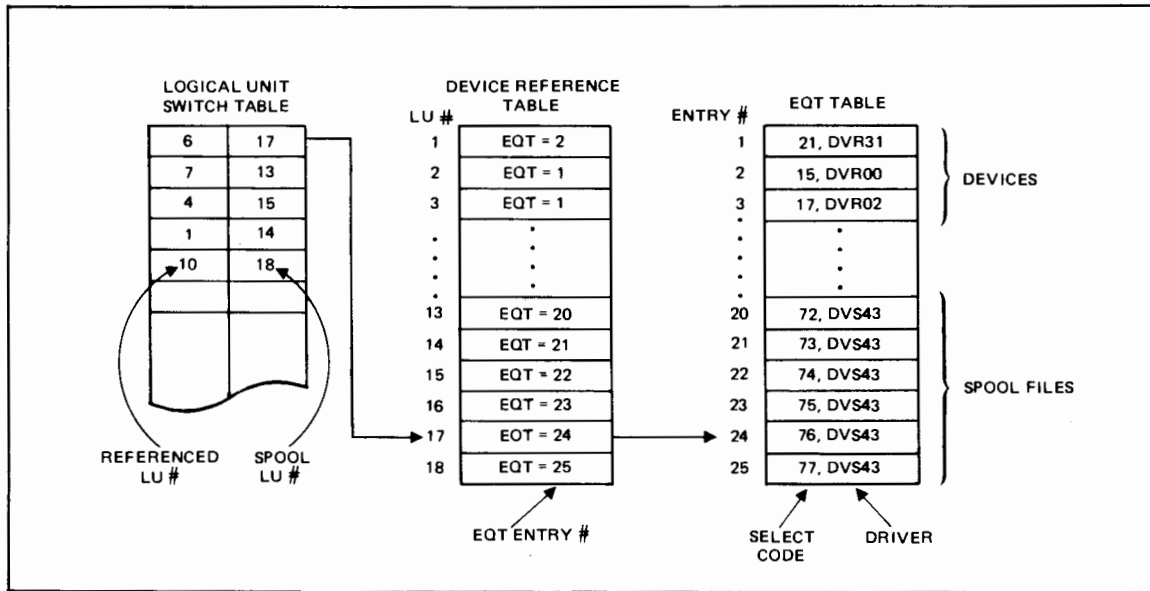 LOGICAL UNIT
SWITCH TABLE
6 17
7 13
4 15
1 14
10 18
REFERENCED
LU #
SPOOL
LU #
DEVICE REFERENCE
TABLE
LU #
1 EQT = 2
2 EQT = 1
3 EQT = 1
13 EQT = 20
14 EQT = 21
15 EQT = 22
16 EQT = 23
17 EOT = 24
18 EQT = 25
EQT ENTRY #
EQT TABLE
ENTRY #
1 21, DVR31
2 15, DVR00
3 17, DVR02
20 72, DVS43
21 73, DVS43
22 74, DVS43
23 75, DVS43
24 76, DVS43
25 77, DVS43
SELECT
CODE
DRIVER
DEVICES
SPOOL FILES